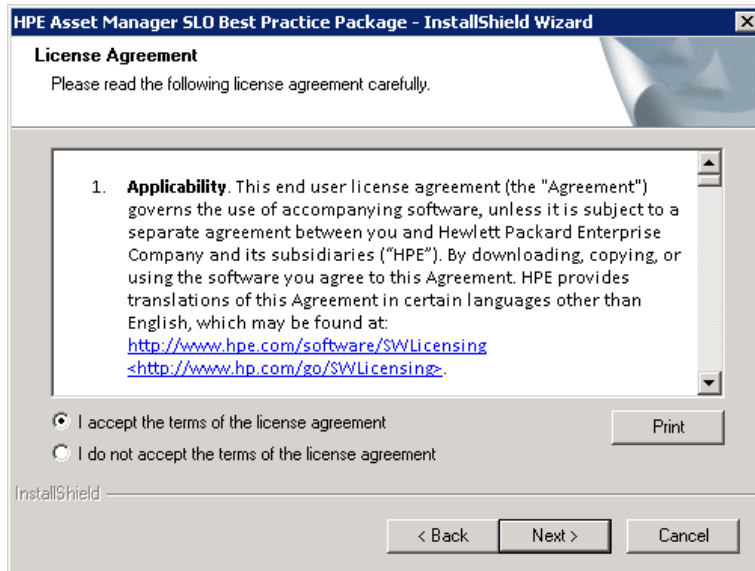 HPE Asset Manager SLO Best Practice Package - InstallShield Wizard
License Agreement
Please read the following license agreement carefully.
1. Applicability. This end user license agreement (the "Agreement")
governs the use of accompanying software, unless it is subject to a
separate agreement between you and Hewlett Packard Enterprise
Company and its subsidiaries (“HPE”). By downloading, copying, or
using the software you agree to this Agreement. HPE provides
translations of this Agreement in certain languages other than
English, which may be found at:
http://www.hpe.com/software/SWLicensing
<http://www.hp.com/go/SWLicensing>.
I accept the terms of the license agreement
Print
I do not accept the terms of the license agreement
InstallShield
< Back
Next >
Cancel